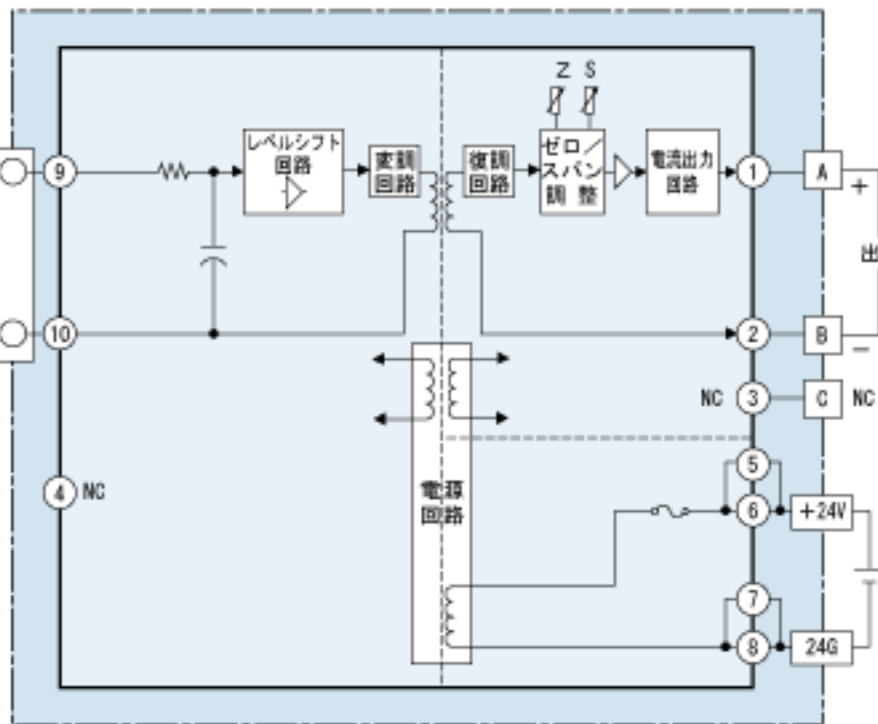 Z S
レベルシフト
回路
変調
回路
復調
回路
ゼロ/
スパン
調整
電流出力
回路
9
1
A
+
出
10
2
B
−
NC
3
C
NC
4
NC
電源
回路
5
6
+24V
7
8
24G